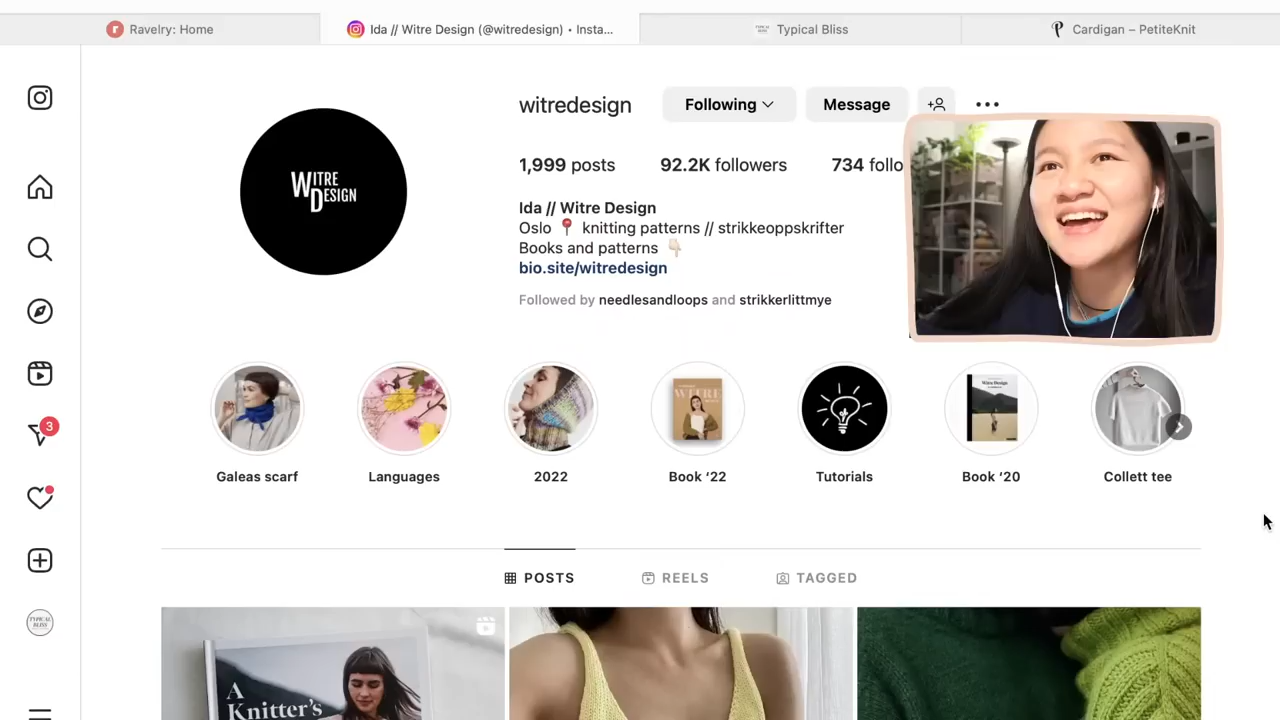 Ravelry: Home
Ida // Witre Design (@witredesign) • Insta...
Typical Bliss
Cardigan – PetiteKnit
witredesign
Following
Message
1,999 posts
92.2K followers
734 follo
WITRE
DESIGN
Ida // Witre Design
Oslo 📍 knitting patterns // strikkeoppskrifter
Books and patterns 👇🏻
bio.site/witredesign
Followed by needlesandloops and strikkerlittmye
3
Galeas scarf
Languages
2022
Book ‘22
Tutorials
Book ‘20
Collett tee
POSTS
REELS
TAGGED
TYPICAL
BLISS
A
Knitter’s